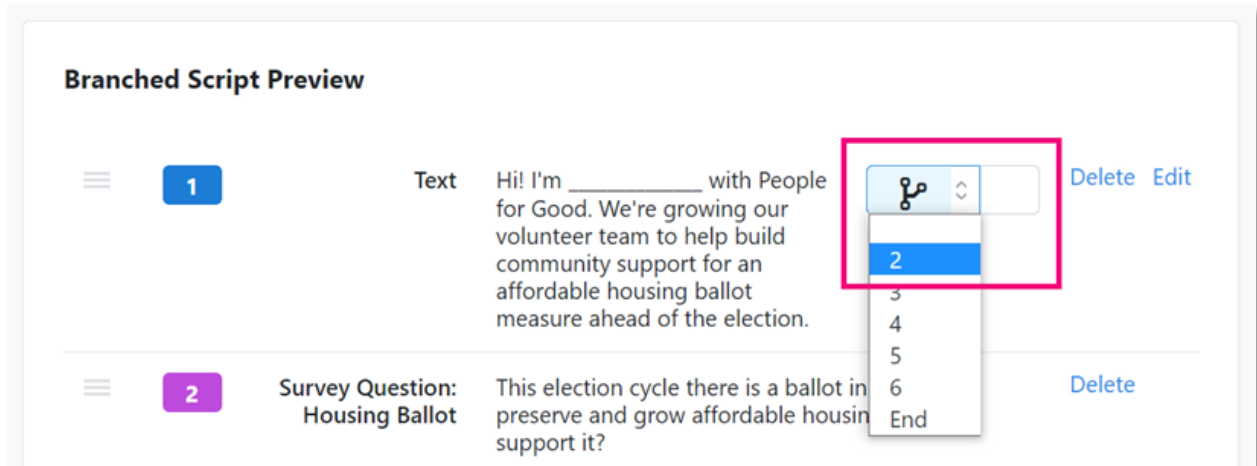 Branched Script Preview
1
Text
Hi! I'm ____________ with People
for Good. We're growing our
volunteer team to help build
community support for an
affordable housing ballot
measure ahead of the election.
2
3
4
5
6
End
Delete Edit
2
Survey Question:
Housing Ballot
This election cycle there is a ballot in
preserve and grow affordable housin
support it?
Delete